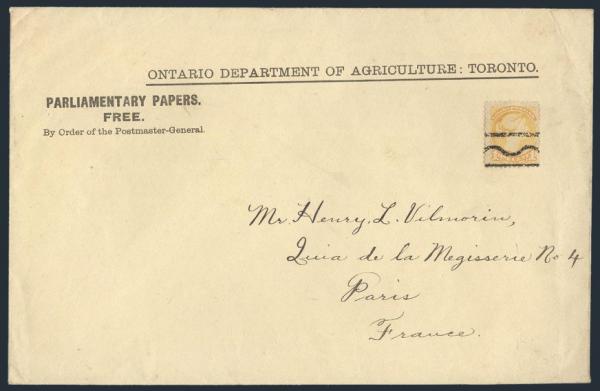 ONTARIO DEPARTMENT OF AGRICULTURE: TORONTO.
PARLIAMENTARY PAPERS.
FREE.
By Order of the Postmaster-General.
Mr. Henry, L. Vilmorin,
Quia de la Megisserie No 4
Paris
France.